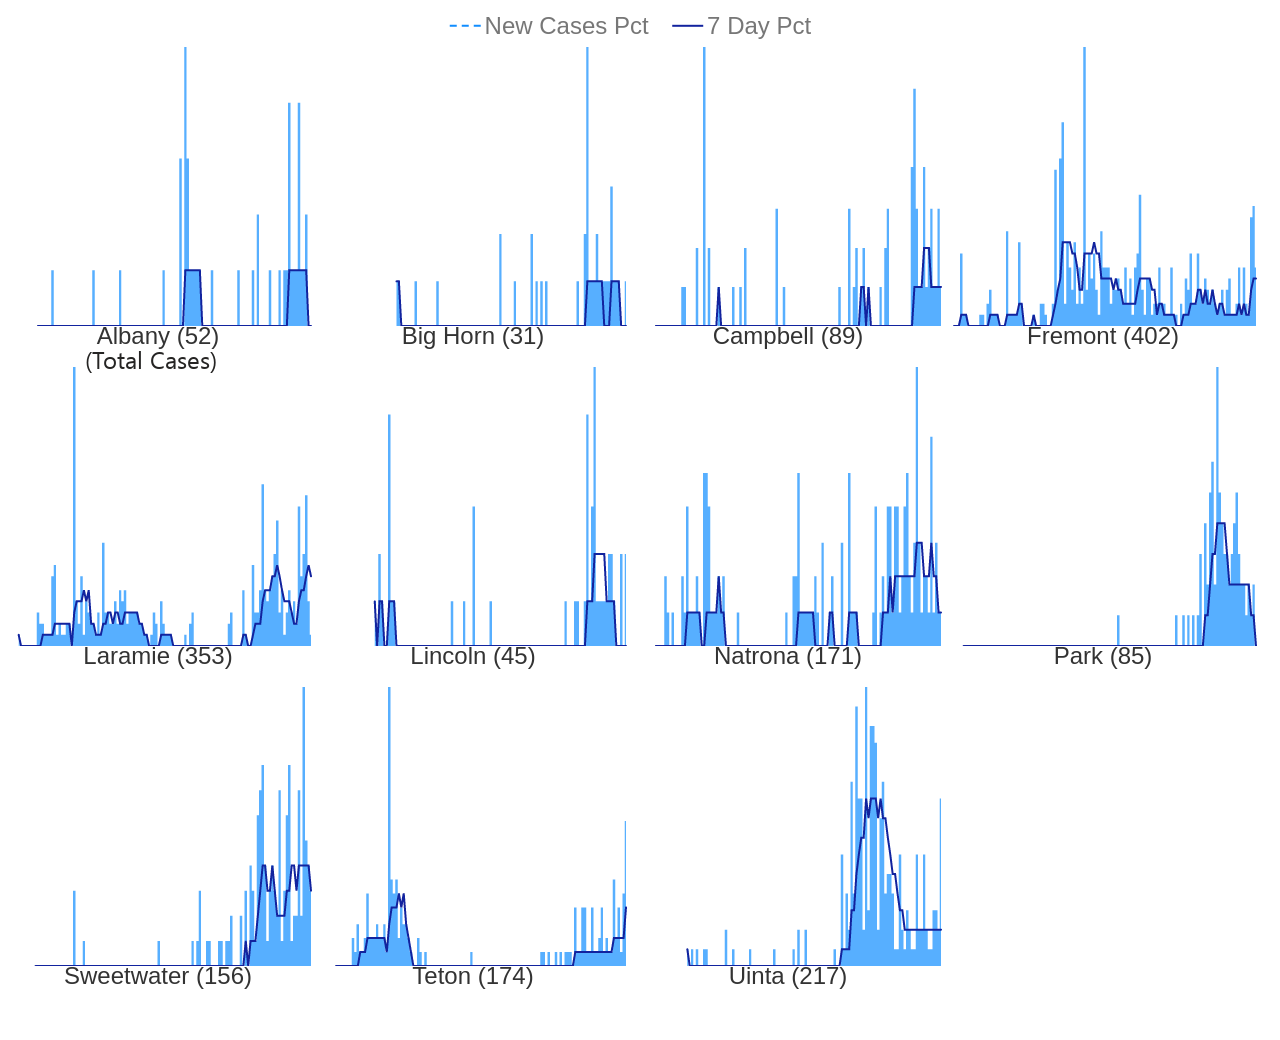 New Cases Pct 7 Day Pct
Albany (52) Big Horn (31) Campbell (89) Fremont (402)
(Total Cases)
Laramie (353) Lincoln (45) Natrona (171) Park (85)
Sweetwater (156) Teton (174) Uinta (217)